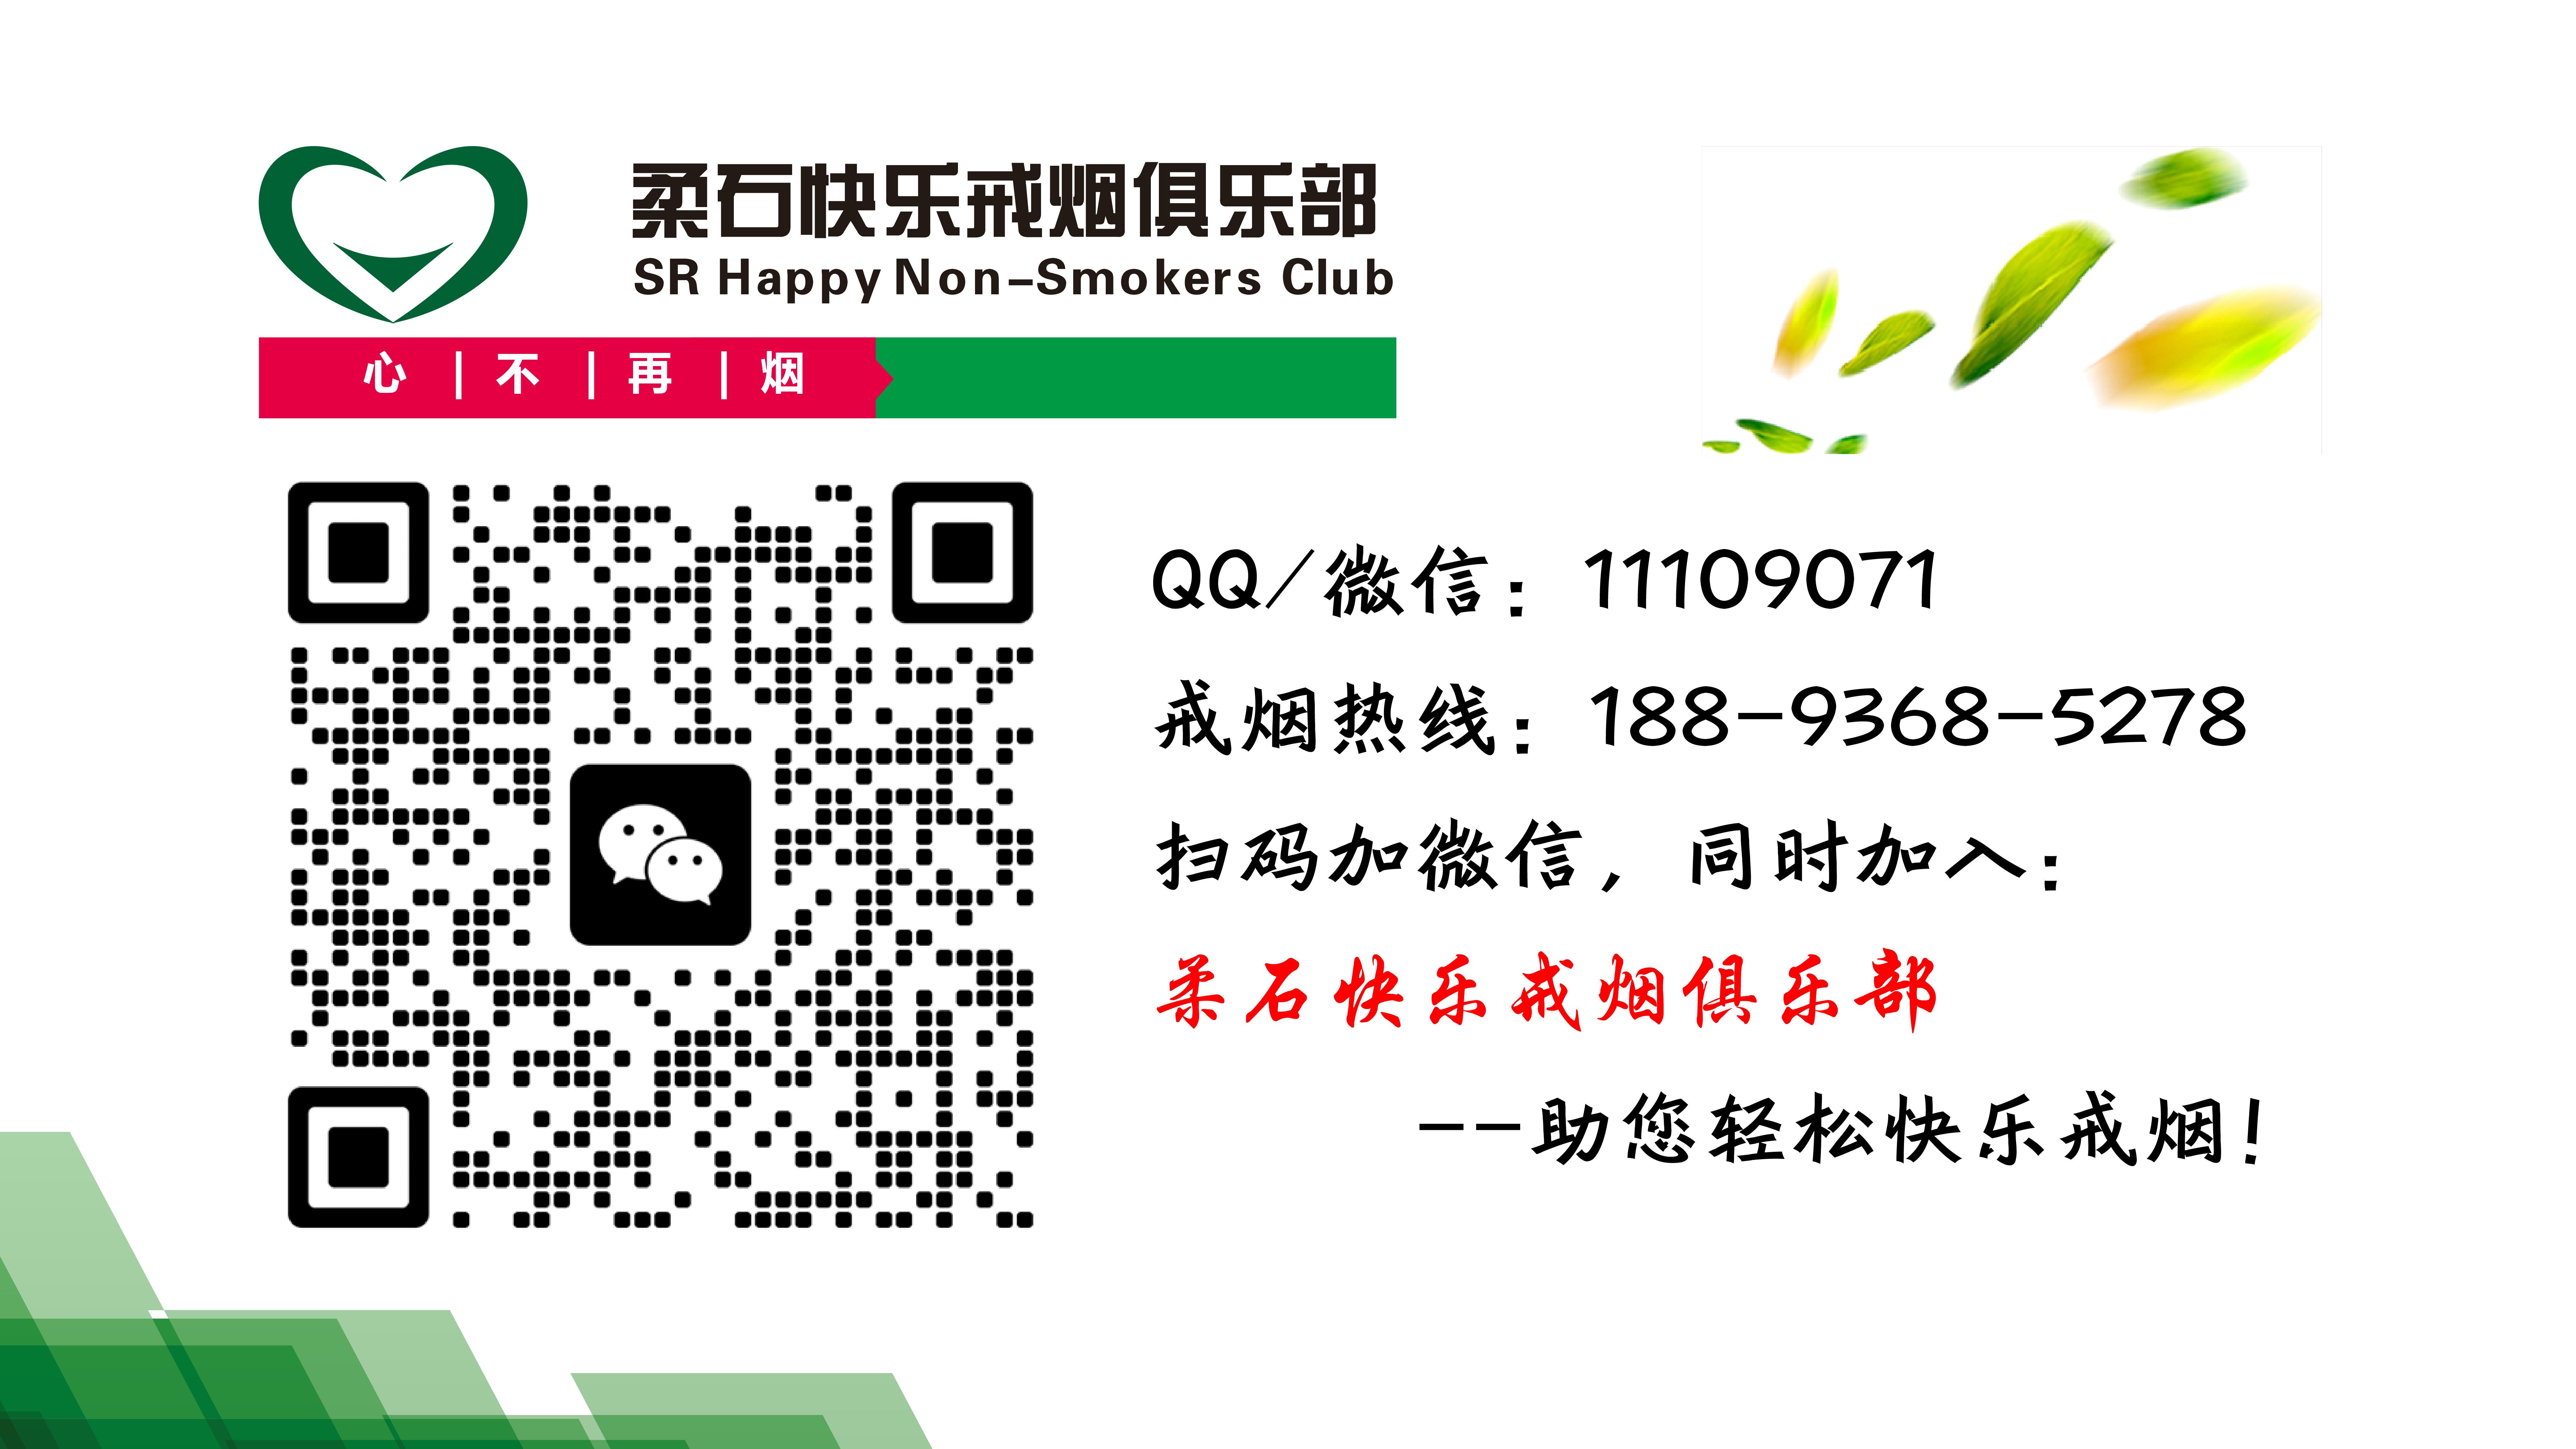 柔石快乐戒烟俱乐部
SR Happy Non-Smokers Club
心 | 不 | 再 | 烟
QQ/微信：11109071
戒烟热线：188-9368-5278
扫码加微信，同时加入：
柔石快乐戒烟俱乐部
--助您轻松快乐戒烟！